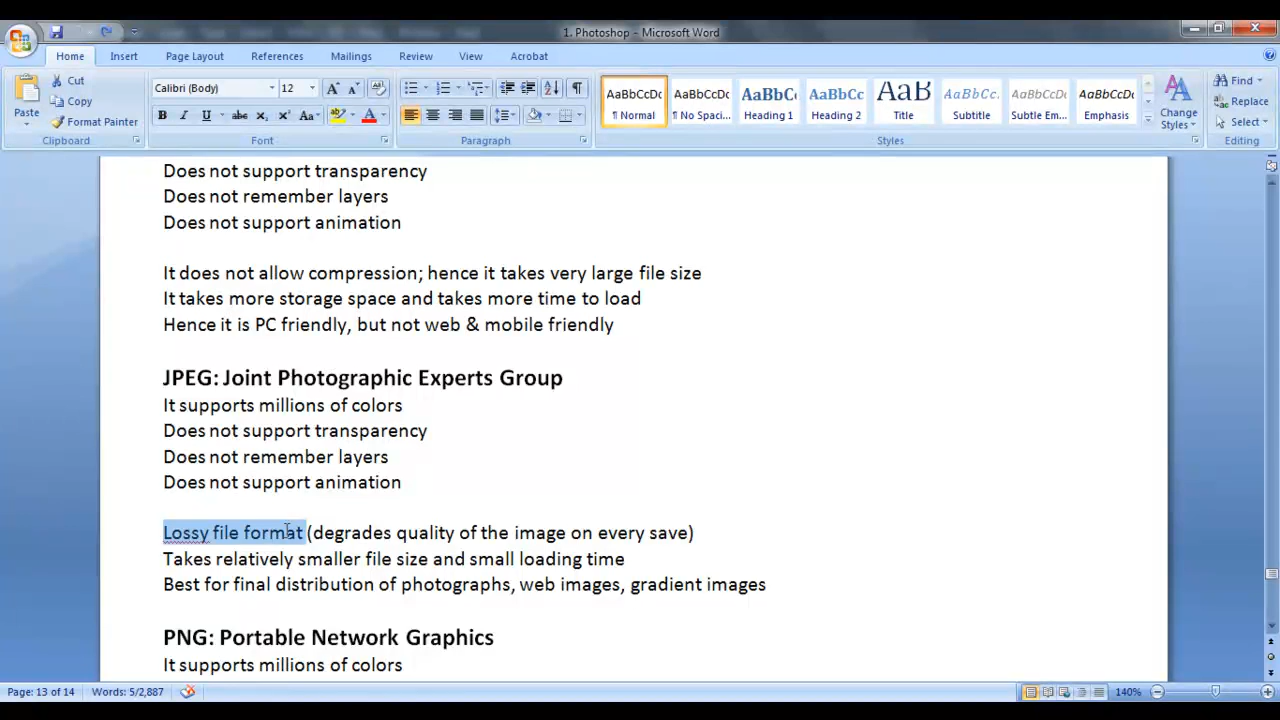 1. Photoshop - Microsoft Word
Home Insert Page Layout References Mailings Review View Acrobat
Paste
Cut
Copy
Format Painter
Clipboard
Calibri (Body) 12
B I U abc X₂ X² Aa A
Font
Paragraph
AaBbCcDc AaBbCcDc AaBbCc AaBbCc AaB AaBbCc. AaBbCcDc AaBbCcDc
¶ Normal ¶ No Spaci... Heading 1 Heading 2 Title Subtitle Subtle Em... Emphasis
Styles
Change Styles
Find
Replace
Select
Editing
Does not support transparency
Does not remember layers
Does not support animation
It does not allow compression; hence it takes very large file size
It takes more storage space and takes more time to load
Hence it is PC friendly, but not web & mobile friendly
JPEG: Joint Photographic Experts Group
It supports millions of colors
Does not support transparency
Does not remember layers
Does not support animation
Lossy file format (degrades quality of the image on every save)
Takes relatively smaller file size and small loading time
Best for final distribution of photographs, web images, gradient images
PNG: Portable Network Graphics
It supports millions of colors
Page: 13 of 14 Words: 5/2,887 140%